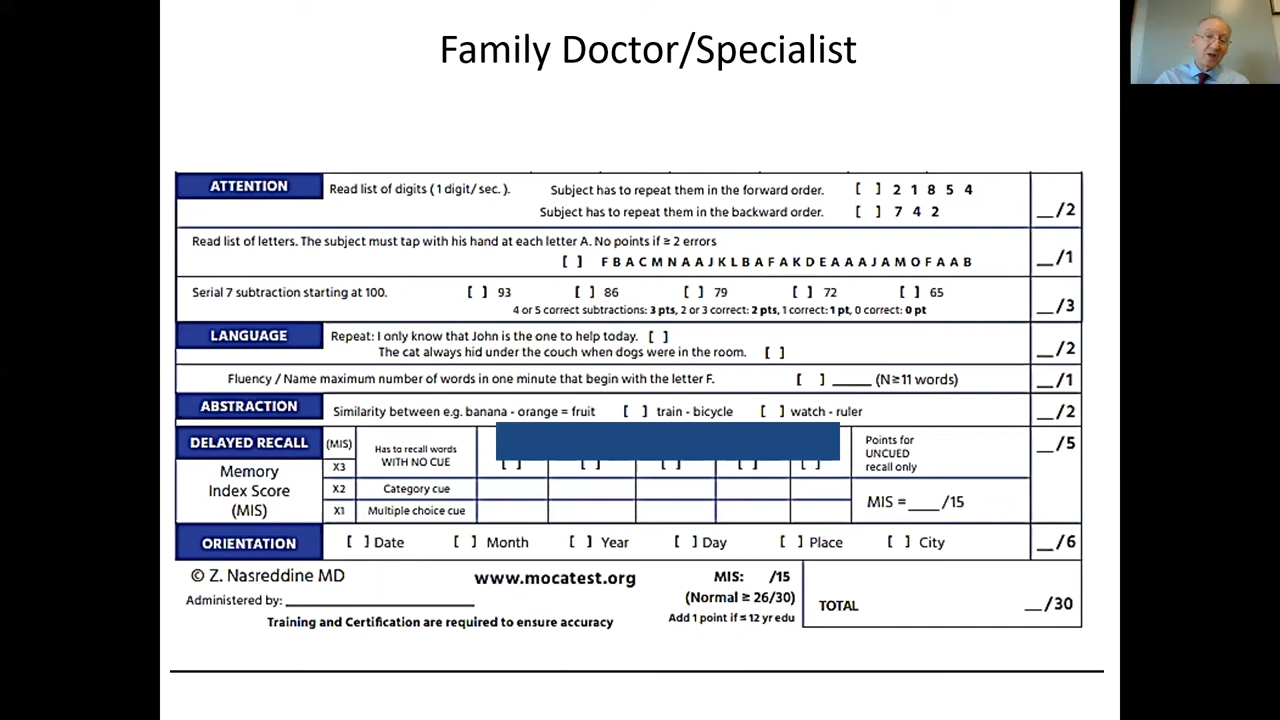 Family Doctor/Specialist
ATTENTION Read list of digits (1 digit/ sec.). Subject has to repeat them in the forward order. [ ] 2 1 8 5 4
Subject has to repeat them in the backward order. [ ] 7 4 2 __/2
Read list of letters. The subject must tap with his hand at each letter A. No points if ≥ 2 errors
[ ] F B A C M N A A J K L B A F A K D E A A A J A M O F A A B __/1
Serial 7 subtraction starting at 100. [ ] 93 [ ] 86 [ ] 79 [ ] 72 [ ] 65
4 or 5 correct subtractions: 3 pts, 2 or 3 correct: 2 pts, 1 correct: 1 pt, 0 correct: 0 pt __/3
LANGUAGE Repeat: I only know that John is the one to help today. [ ]
The cat always hid under the couch when dogs were in the room. [ ] __/2
Fluency / Name maximum number of words in one minute that begin with the letter F. [ ] _____ (N≥11 words) __/1
ABSTRACTION Similarity between e.g. banana - orange = fruit [ ] train - bicycle [ ] watch - ruler __/2
DELAYED RECALL (MIS) Has to recall words Points for __/5
WITH NO CUE UNCUED
Memory X3 [ ] [ ] [ ] [ ] [ ] recall only
Index Score X2 Category cue
(MIS) X1 Multiple choice cue MIS = ____ /15
ORIENTATION [ ] Date [ ] Month [ ] Year [ ] Day [ ] Place [ ] City __/6
© Z. Nasreddine MD www.mocatest.org MIS: /15
(Normal ≥ 26/30)
Administered by: ____________ TOTAL __/30
Training and Certification are required to ensure accuracy Add 1 point if ≤ 12 yr edu